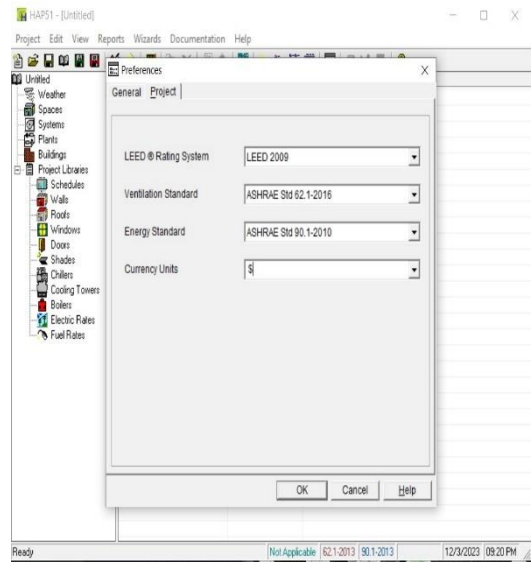 HAP51 - [Untitled]
Project Edit View Reports Wizards Documentation Help
Untitled
Weather
Spaces
Systems
Plants
Buildings
Project Libraries
Schedules
Walls
Roofs
Windows
Doors
Shades
Chillers
Cooling Towers
Boilers
Electric Rates
Fuel Rates
Preferences
General Project
LEED ® Rating System LEED 2009
Ventilation Standard ASHRAE Std 62.1-2016
Energy Standard ASHRAE Std 90.1-2010
Currency Units $
OK Cancel Help
Ready Not Applicable 62.1-2013 90.1-2013 12/3/2023 09:20 PM